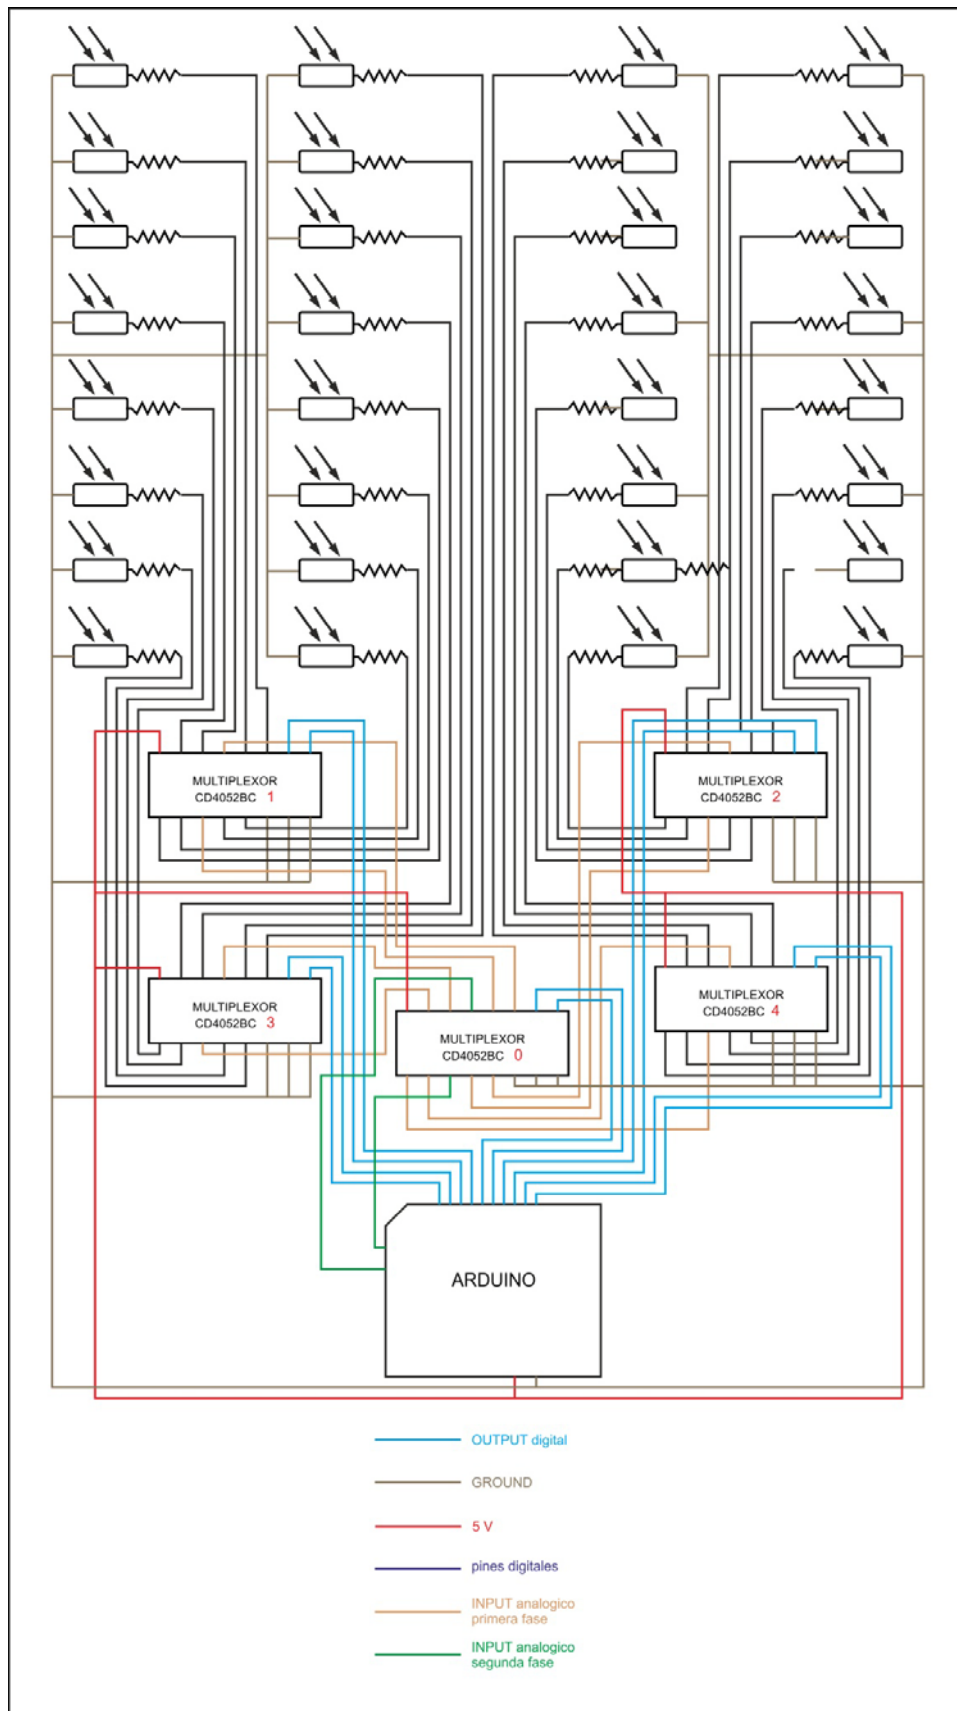 MULTIPLEXOR
CD4052BC 1
MULTIPLEXOR
CD4052BC 2
MULTIPLEXOR
CD4052BC 3
MULTIPLEXOR
CD4052BC 0
MULTIPLEXOR
CD4052BC 4
ARDUINO
OUTPUT digital
GROUND
5 V
pines digitales
INPUT analogico
primera fase
INPUT analogico
segunda fase